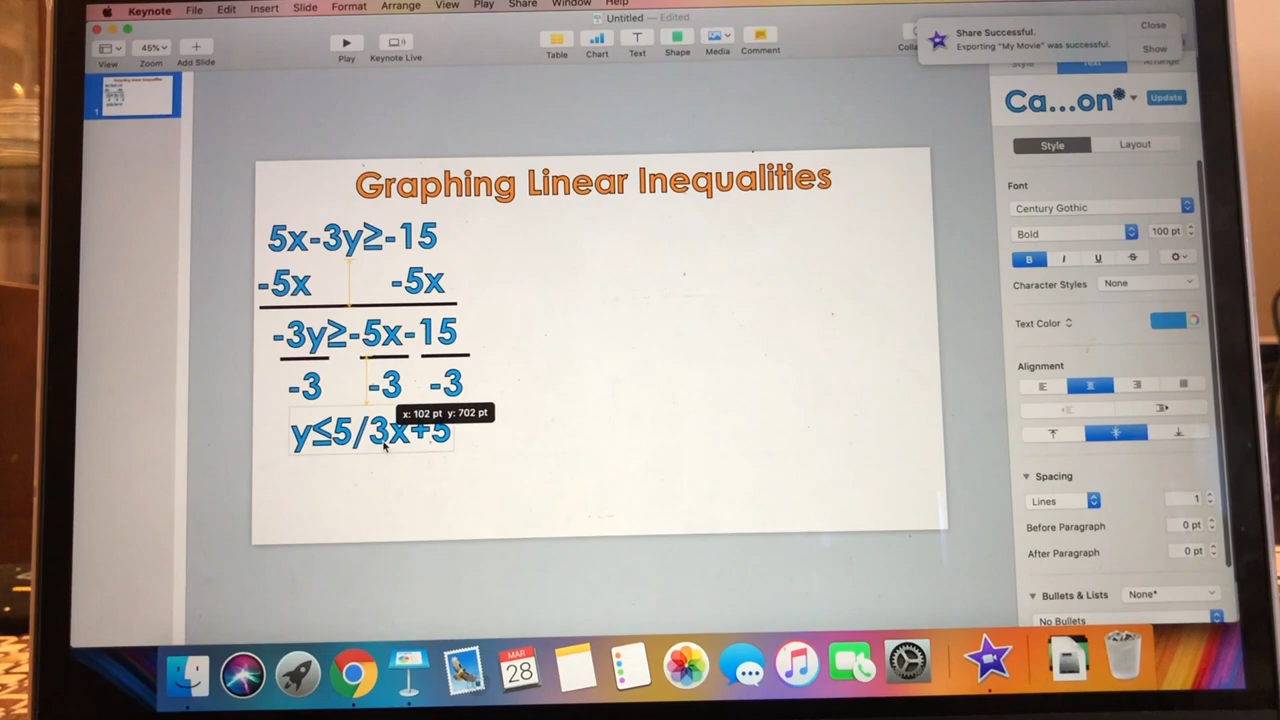 Keynote File Edit Insert Slide Format Arrange View Play Share Window Help
Untitled — Edited
45%
View Zoom Add Slide Play Keynote Live Table Chart Text Shape Media Comment
Share Successful.
Exporting "My Movie" was successful.
Close
Show
Style Text Arrange
Ca...on* Update
Style Layout
Font
Century Gothic
Bold 100 pt
B I U S
Character Styles None
Text Color
Alignment
Spacing
Lines 1
Before Paragraph 0 pt
After Paragraph 0 pt
Bullets & Lists None*
No Bullets
1
Graphing Linear Inequalities
5x-3y≥-15
-5x -5x
-3y≥-5x-15
-3 -3 -3
x: 102 pt y: 702 pt
y≤5/3x+5
MAR
28